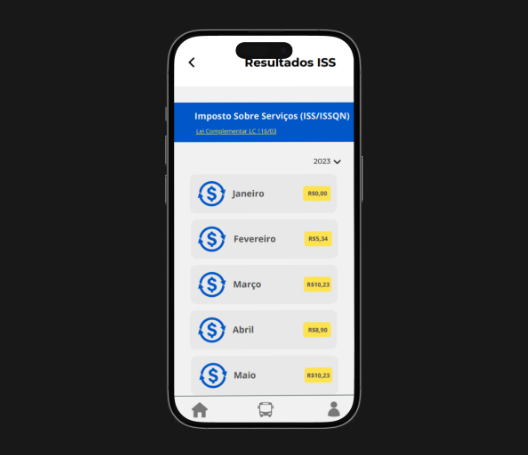 Resultados ISS
Imposto Sobre Serviços (ISS/ISSQN)
Lei Complementar LC 116/03
2023
Janeiro
R$0,00
Fevereiro
R$5,34
Março
R$10,23
Abril
R$8,90
Maio
R$10,23